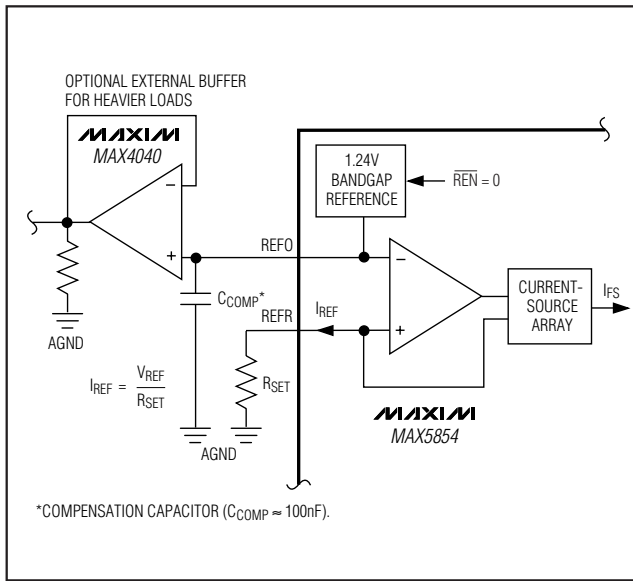 OPTIONAL EXTERNAL BUFFER
FOR HEAVIER LOADS
MAXIM
MAX4040
1.24V
BANDGAP
REFERENCE
REN = 0
REFO
CCOMP*
REFR
IREF
CURRENT-
SOURCE
ARRAY
IFS
AGND
IREF = VREF
RSET
RSET
MAXIM
MAX5854
AGND
*COMPENSATION CAPACITOR (CCOMP ≈ 100nF).
−
+
−
+